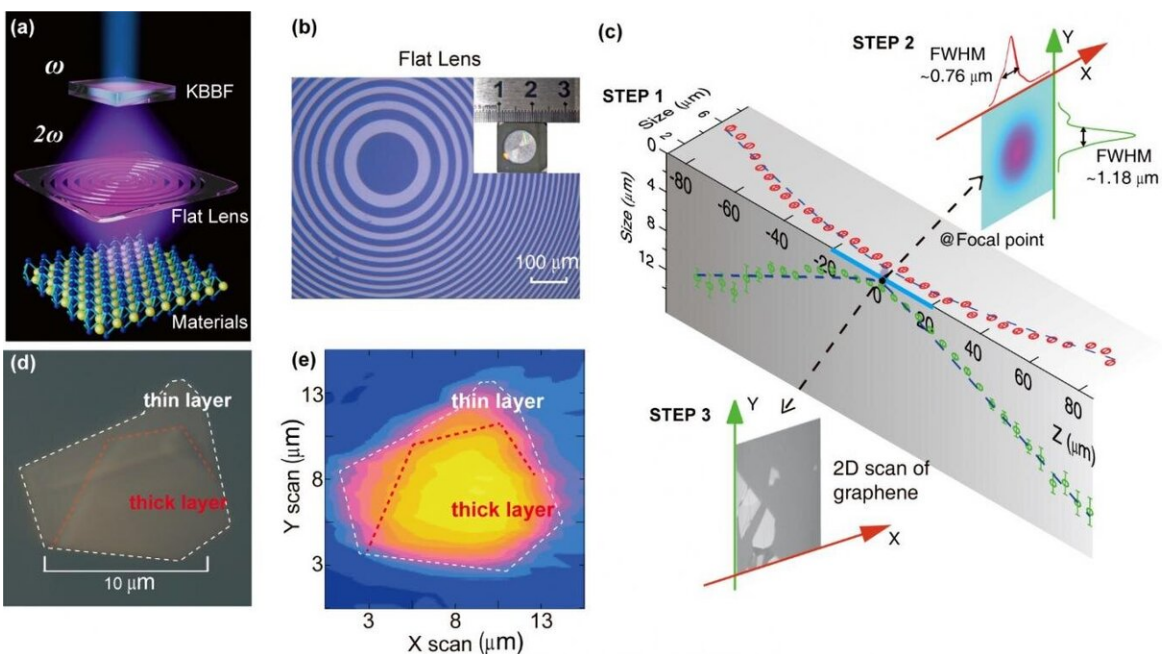 (a)
ω
KBBF
2ω
Flat Lens
Materials
(b)
Flat Lens
1 2 3
100 μm
(c)
STEP 1
Size (μm)
2 6
0
4
8
12
Size (μm)
-80
-60
-40
-20
0
20
40
60
80
Z (μm)
STEP 2
FWHM
~0.76 μm
Y
X
FWHM
~1.18 μm
@Focal point
STEP 3
Y
2D scan of
graphene
X
(d)
thin layer
thick layer
10 μm
(e)
thin layer
thick layer
13
8
3
Y scan (μm)
3 8 13
X scan (μm)